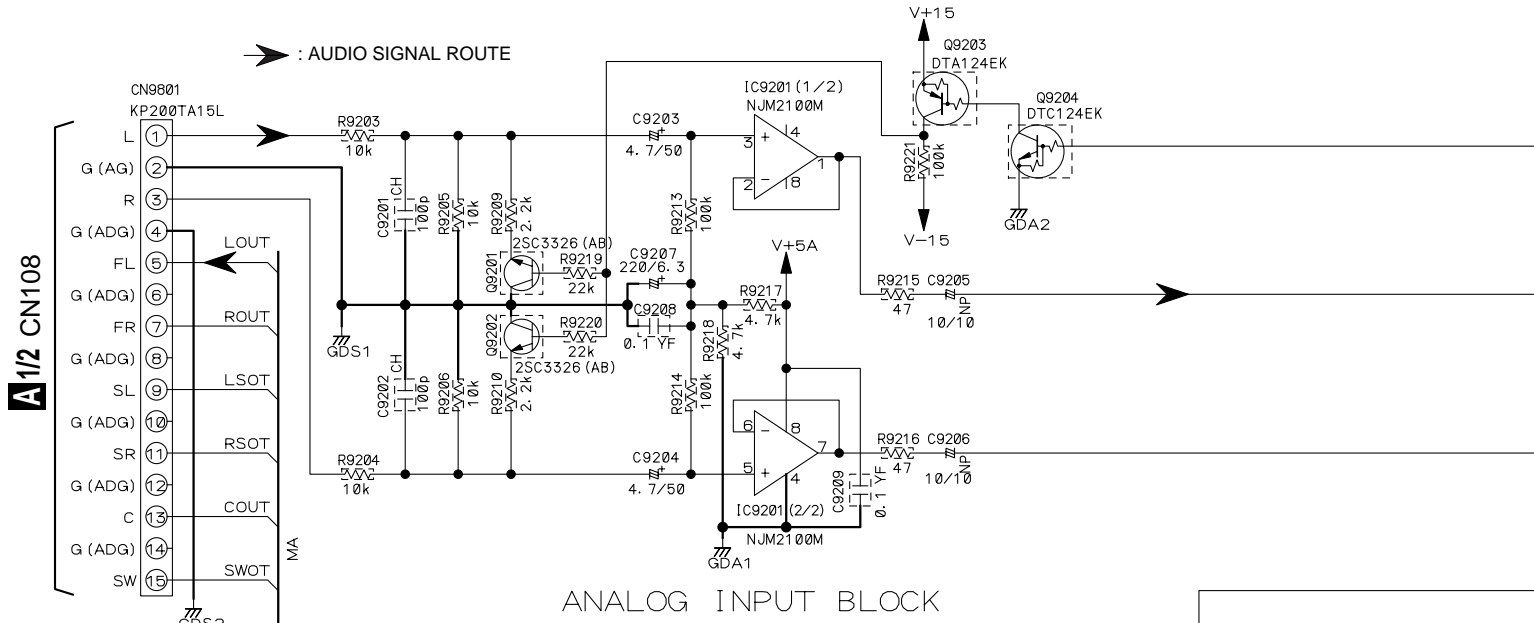 : AUDIO SIGNAL ROUTE
V+15
Q9203
DTA124EK
Q9204
DTC124EK
R9221
100k
V-15
GDA2
A 1/2 CN108
CN9801
KP200TA15L
L 1
G (AG) 2
R 3
G (ADG) 4
FL 5 LOUT
G (ADG) 6
FR 7 ROUT
G (ADG) 8
SL 9 LSOT
G (ADG) 10
SR 11 RSOT
G (ADG) 12
C 13 COUT
G (ADG) 14
SW 15 SWOT
MA
R9203
10k
C9201
100p
CH
R9205
10k
R9209
2.2k
2SC3326 (AB)
Q9201
R9219
22k
C9203
4.7/50
IC9201 (1/2)
NJM2100M
3
+
2
-
4
8
1
R9213
100k
C9207
220/6.3
C9208
0.1 YF
V+5A
R9217
4.7k
R9218
4.7k
GDS1
Q9202
R9220
22k
2SC3326 (AB)
C9202
100p
CH
R9206
10k
R9210
2.2k
R9214
100k
R9204
10k
C9204
4.7/50
6
-
5
+
8
4
7
IC9201 (2/2)
NJM2100M
C9209
0.1 YF
GDA1
R9215
47
C9205
10/10
NP
R9216
47
C9206
10/10
NP
ANALOG INPUT BLOCK